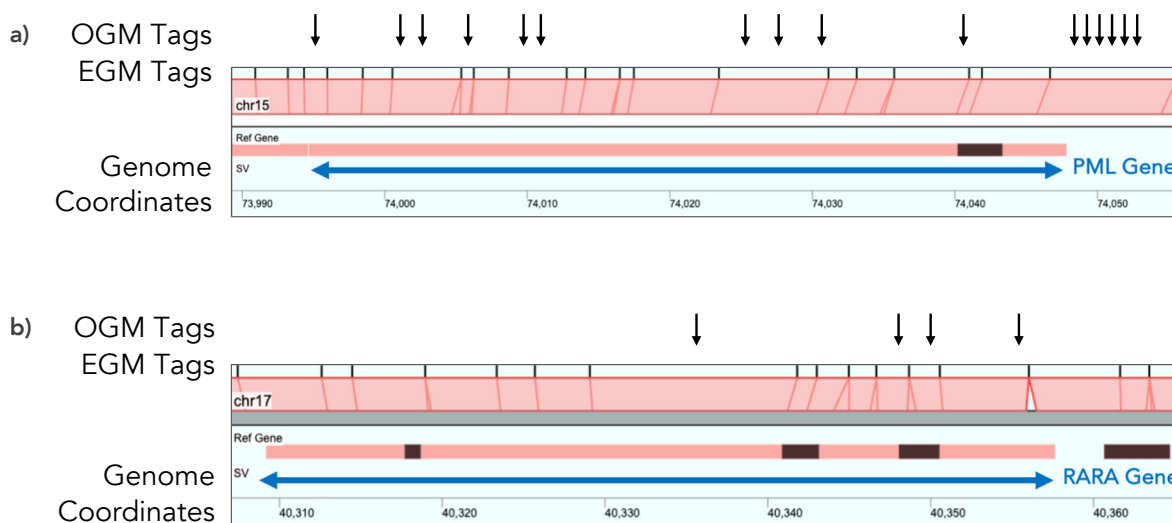 a) OGM Tags
EGM Tags
chr15
Ref Gene
SV
PML Gene
Genome
Coordinates
73,990 74,000 74,010 74,020 74,030 74,040 74,050
b) OGM Tags
EGM Tags
chr17
Ref Gene
SV
RARA Gene
Genome
Coordinates
40,310 40,320 40,330 40,340 40,350 40,360